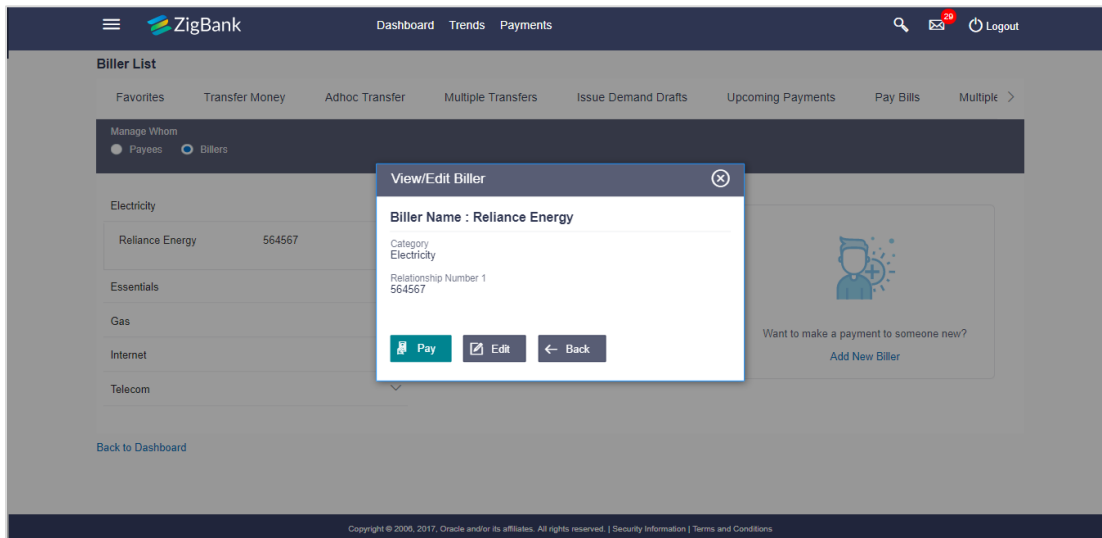 ZigBank
Dashboard Trends Payments
29
Logout
Biller List
Favorites Transfer Money Adhoc Transfer Multiple Transfers Issue Demand Drafts Upcoming Payments Pay Bills Multiple
Manage Whom
Payees Billers
View/Edit Biller
Biller Name : Reliance Energy
Category
Electricity
Relationship Number 1
564567
Pay Edit Back
Electricity
Reliance Energy 564567
Essentials
Gas
Internet
Telecom
Want to make a payment to someone new?
Add New Biller
Back to Dashboard
Copyright © 2006, 2017, Oracle and/or its affiliates. All rights reserved. | Security Information | Terms and Conditions